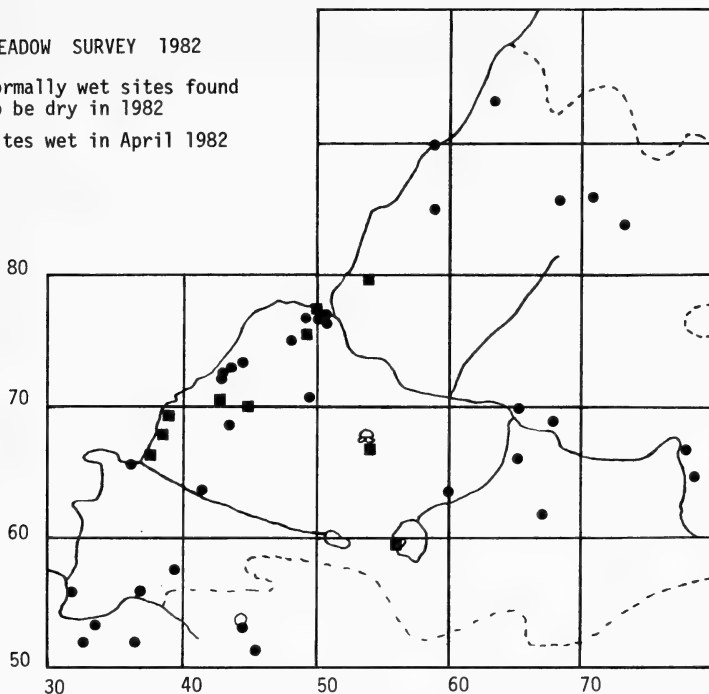 EADOW SURVEY 1982
ormally wet sites found
o be dry in 1982
tes wet in April 1982
80
70
60
50
30 40 50 60 70